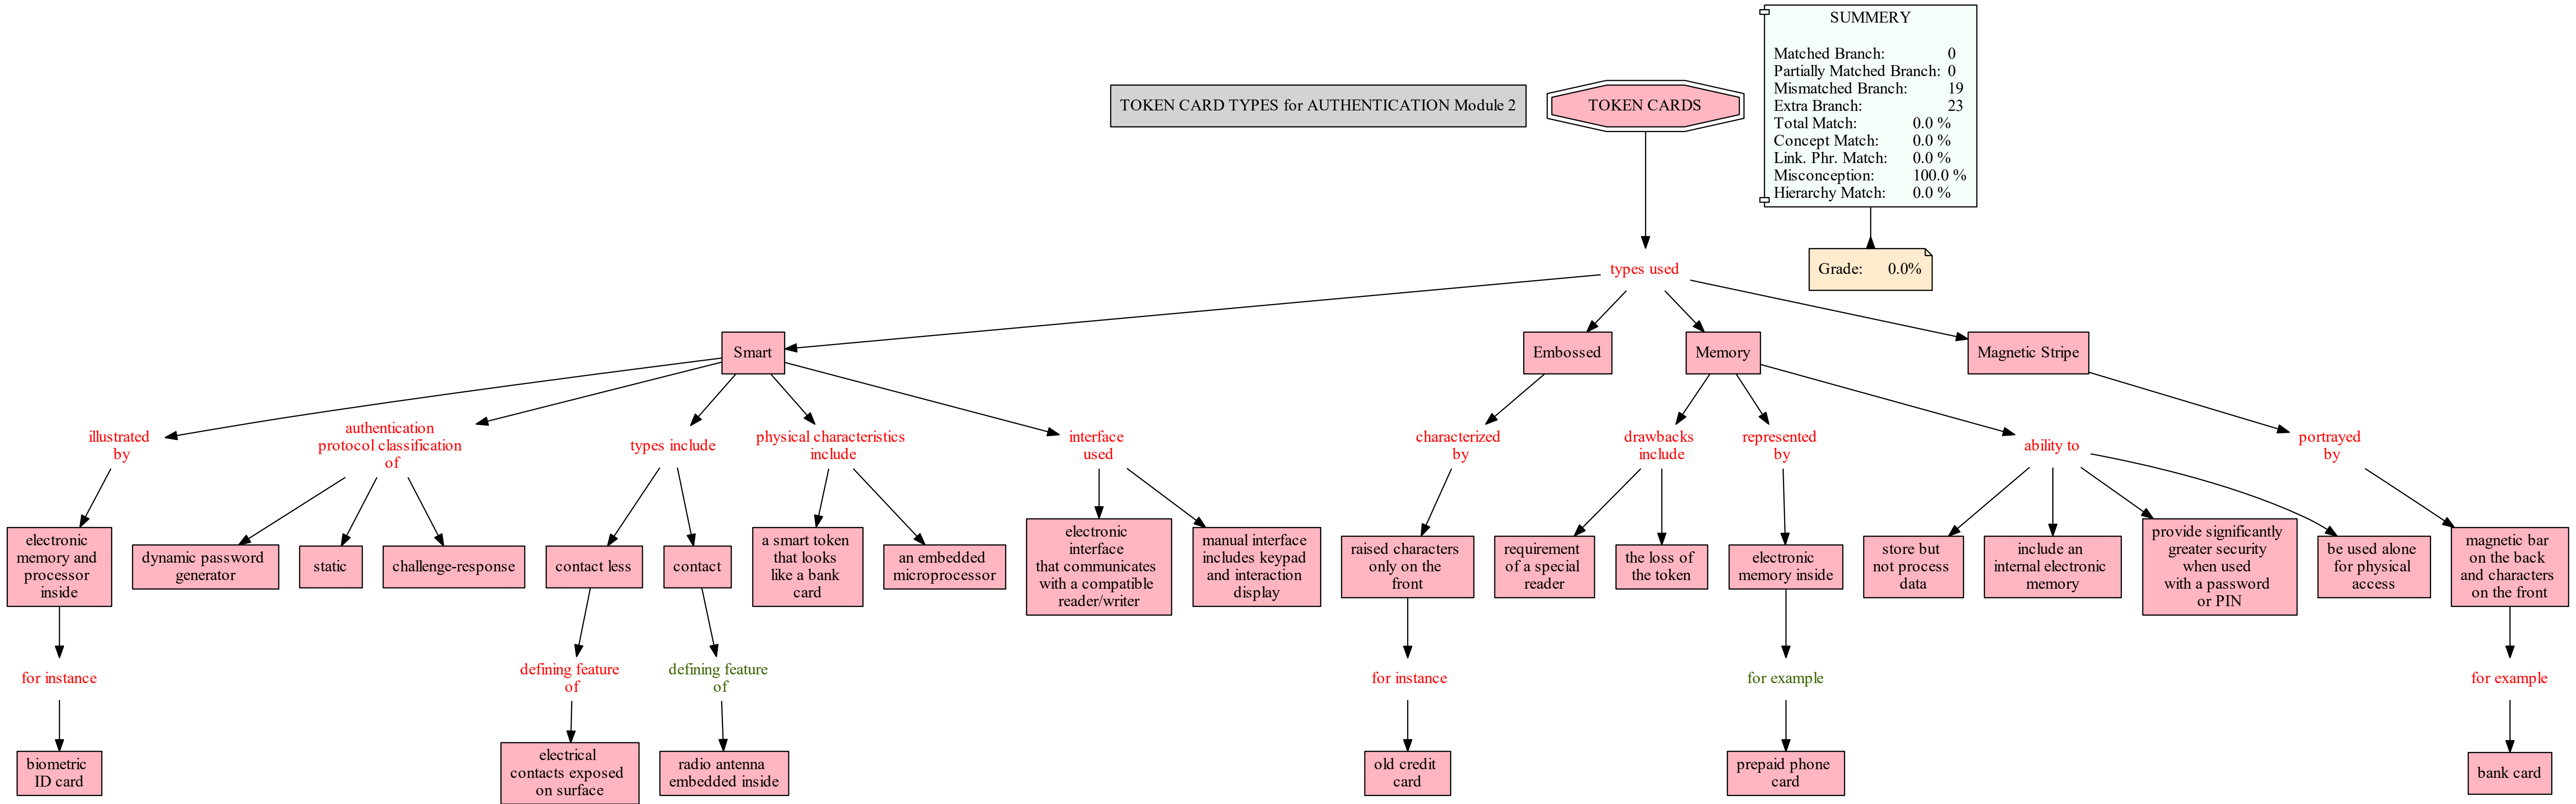 SUMMERY
Matched Branch: 0
Partially Matched Branch: 0
Mismatched Branch: 19
Extra Branch: 23
Total Match: 0.0 %
Concept Match: 0.0 %
Link. Phr. Match: 0.0 %
Misconception: 100.0 %
Hierarchy Match: 0.0 %
TOKEN CARD TYPES for AUTHENTICATION Module 2
TOKEN CARDS
types used
Grade: 0.0%
Smart
Embossed
Memory
Magnetic Stripe
illustrated
by
authentication
protocol classification
of
types include
physical characteristics
include
interface
used
characterized
by
drawbacks
include
represented
by
ability to
portrayed
by
electronic
memory and
processor
inside
dynamic password
generator
static
challenge-response
contact less
contact
a smart token
that looks
like a bank
card
an embedded
microprocessor
electronic
interface
that communicates
with a compatible
reader/writer
manual interface
includes keypad
and interaction
display
raised characters
only on the
front
requirement
of a special
reader
the loss of
the token
electronic
memory inside
store but
not process
data
include an
internal electronic
memory
provide significantly
greater security
when used
with a password
or PIN
be used alone
for physical
access
magnetic bar
on the back
and characters
on the front
for instance
defining feature
of
defining feature
of
for instance
for example
for example
biometric
ID card
electrical
contacts exposed
on surface
radio antenna
embedded inside
old credit
card
prepaid phone
card
bank card